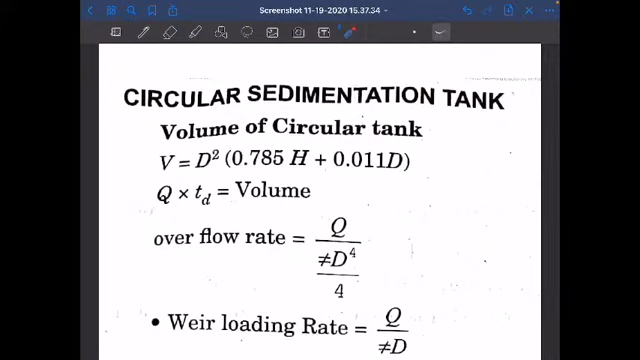 Screenshot 11-19-2020 15.37.34
CIRCULAR SEDIMENTATION TANK
Volume of Circular tank
V = D² (0.785 H + 0.011D)
Q × t_d = Volume
over flow rate = Q / (≠D⁴ / 4)
• Weir loading Rate = Q / ≠D